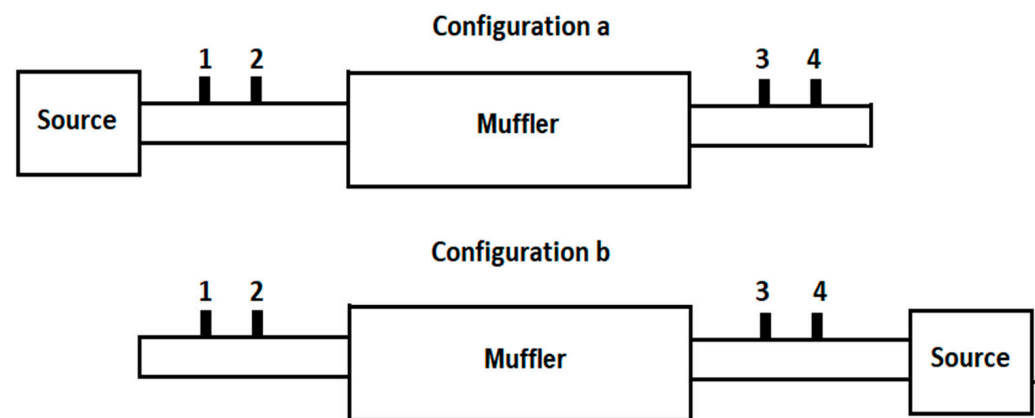 Configuration a
1 2 3 4
Source Muffler
Configuration b
1 2 3 4
Muffler Source